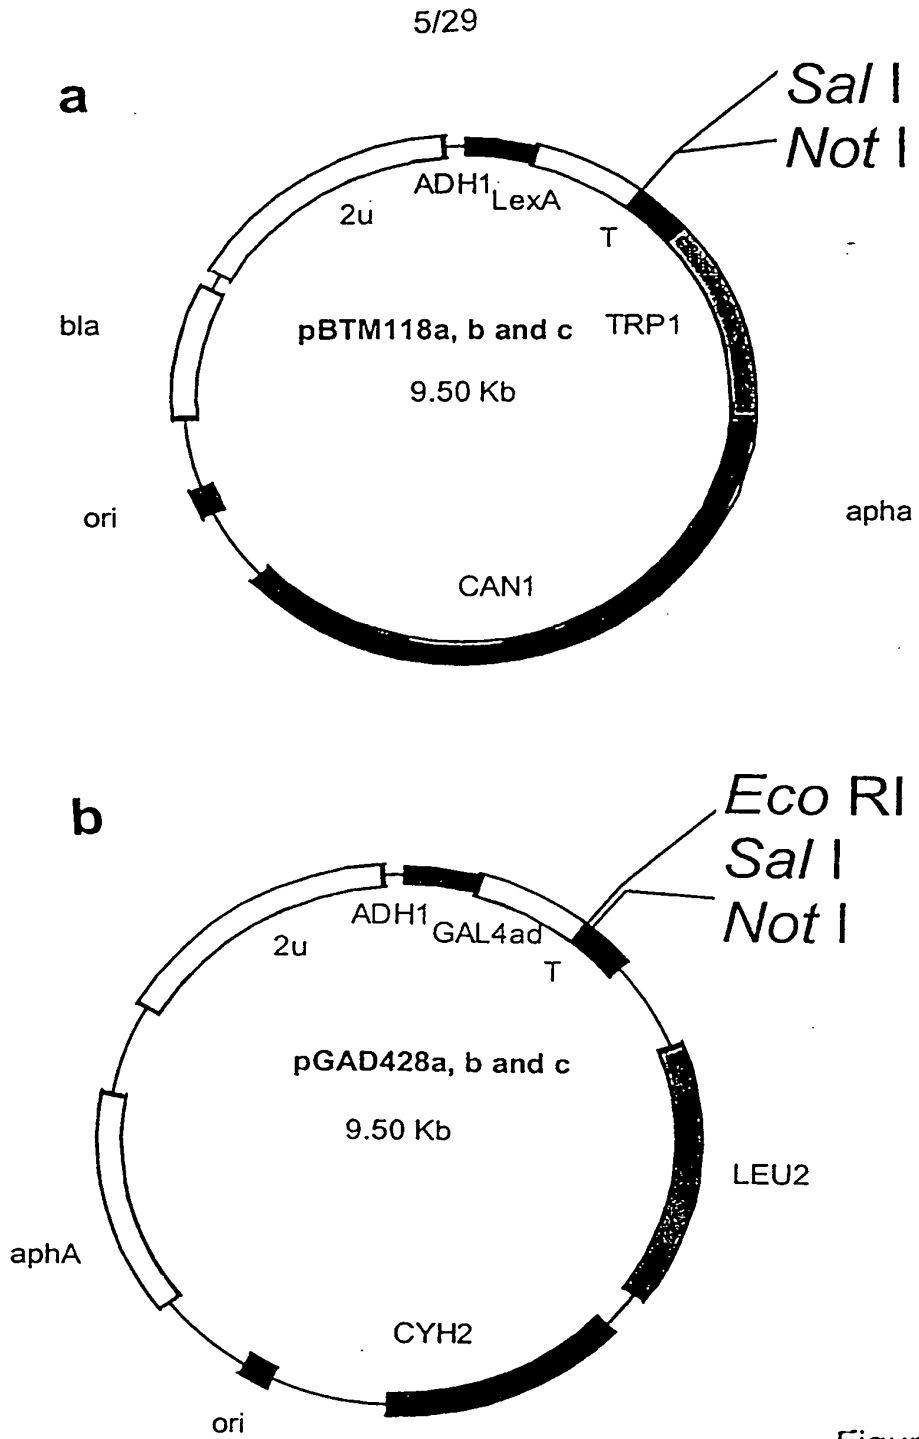 5/29
a
Sal I
Not I
ADH1
LexA
2u
T
bla
pBTM118a, b and c
TRP1
9.50 Kb
ori
apha
CAN1
b
Eco RI
Sal I
Not I
ADH1
GAL4ad
2u
T
pGAD428a, b and c
9.50 Kb
LEU2
aphA
CYH2
ori